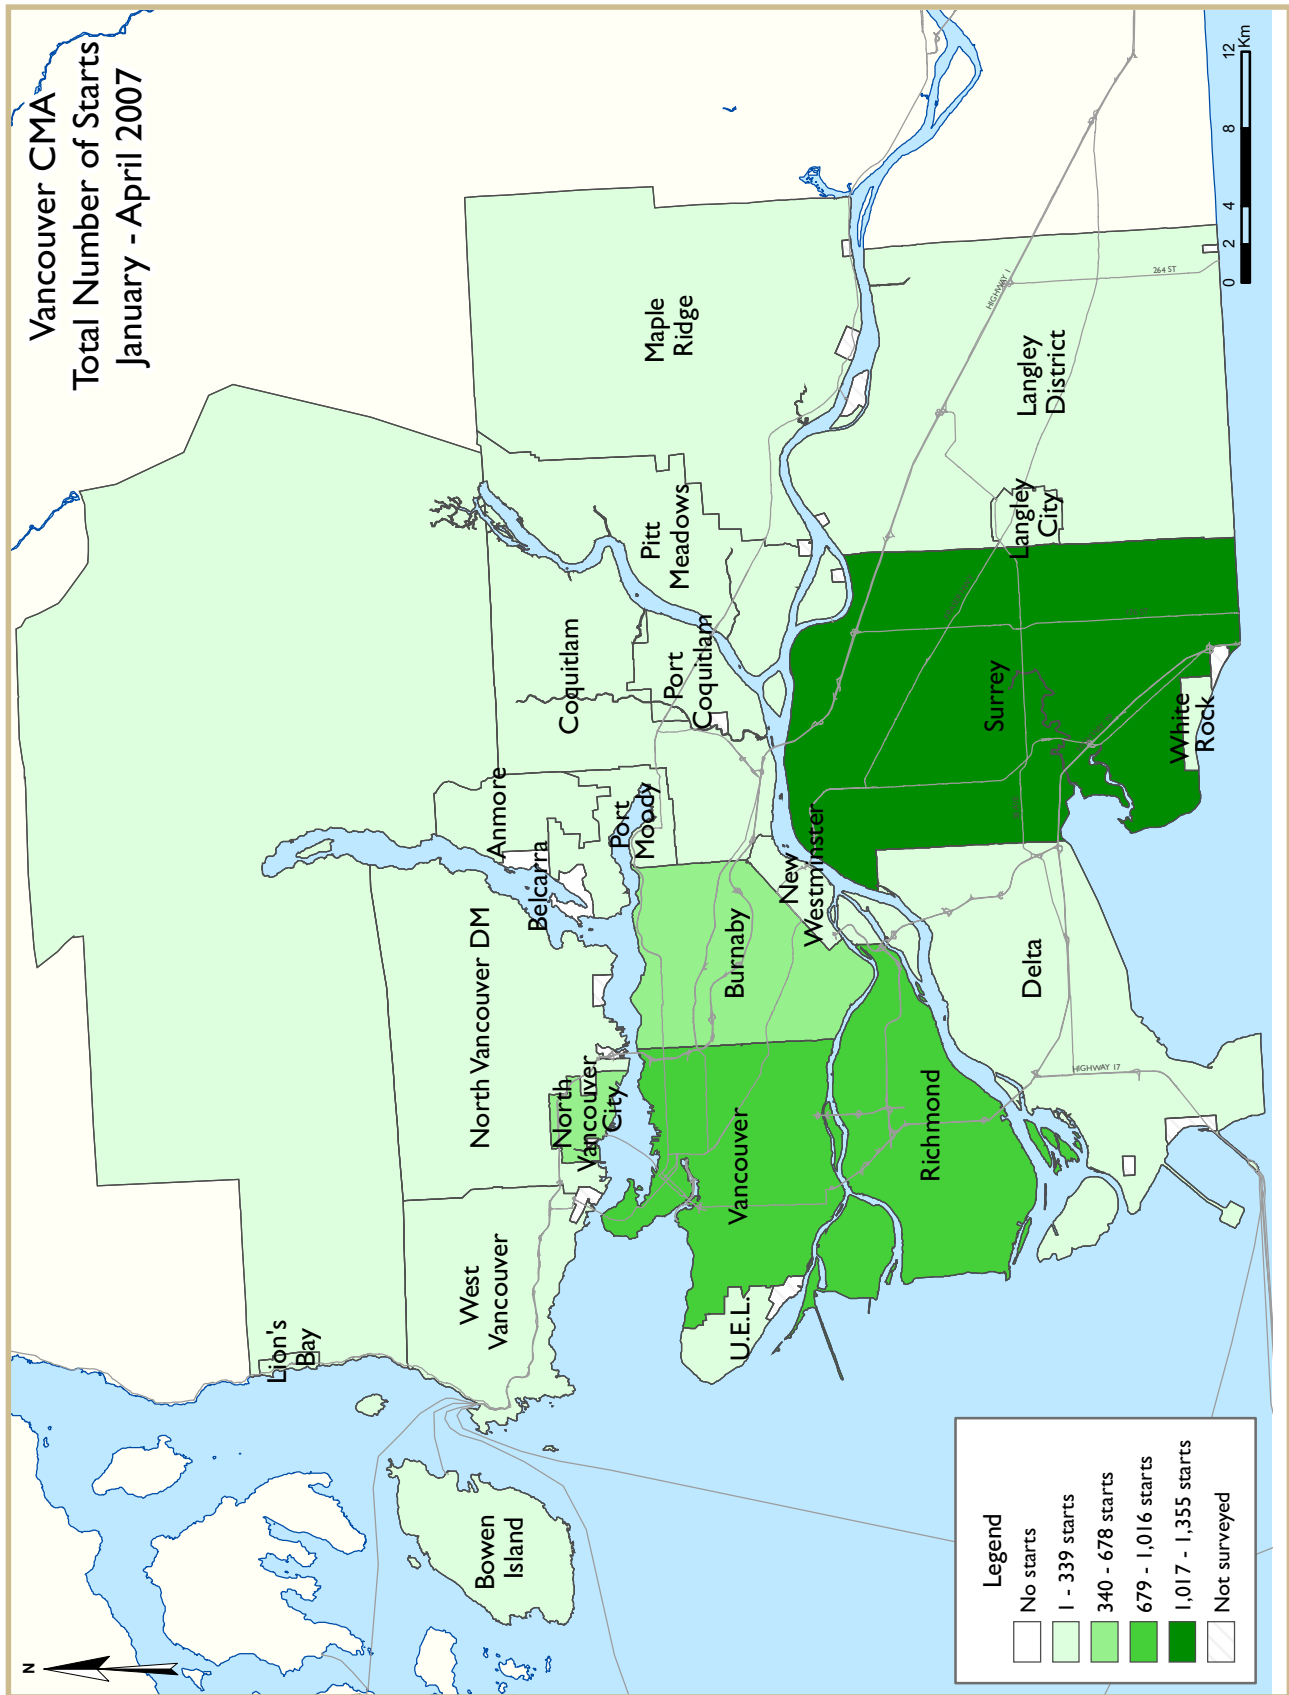 Vancouver CMA
Total Number of Starts
January - April 2007
N
Lion's
Bay
Bowen
Island
West
Vancouver
North Vancouver DM
North
Vancouver
City
Anmore
Belcarra
Port
Moody
Coquitlam
Port
Coquitlam
Pitt
Meadows
Maple
Ridge
U.E.L.
Vancouver
Burnaby
New
Westminster
Richmond
Delta
Surrey
White
Rock
Langley
City
Langley
District
HIGHWAY 1
264 ST
HIGHWAY 17
Legend
No starts
1 - 339 starts
340 - 678 starts
679 - 1,016 starts
1,017 - 1,355 starts
Not surveyed
0 2 4 8 12
Km